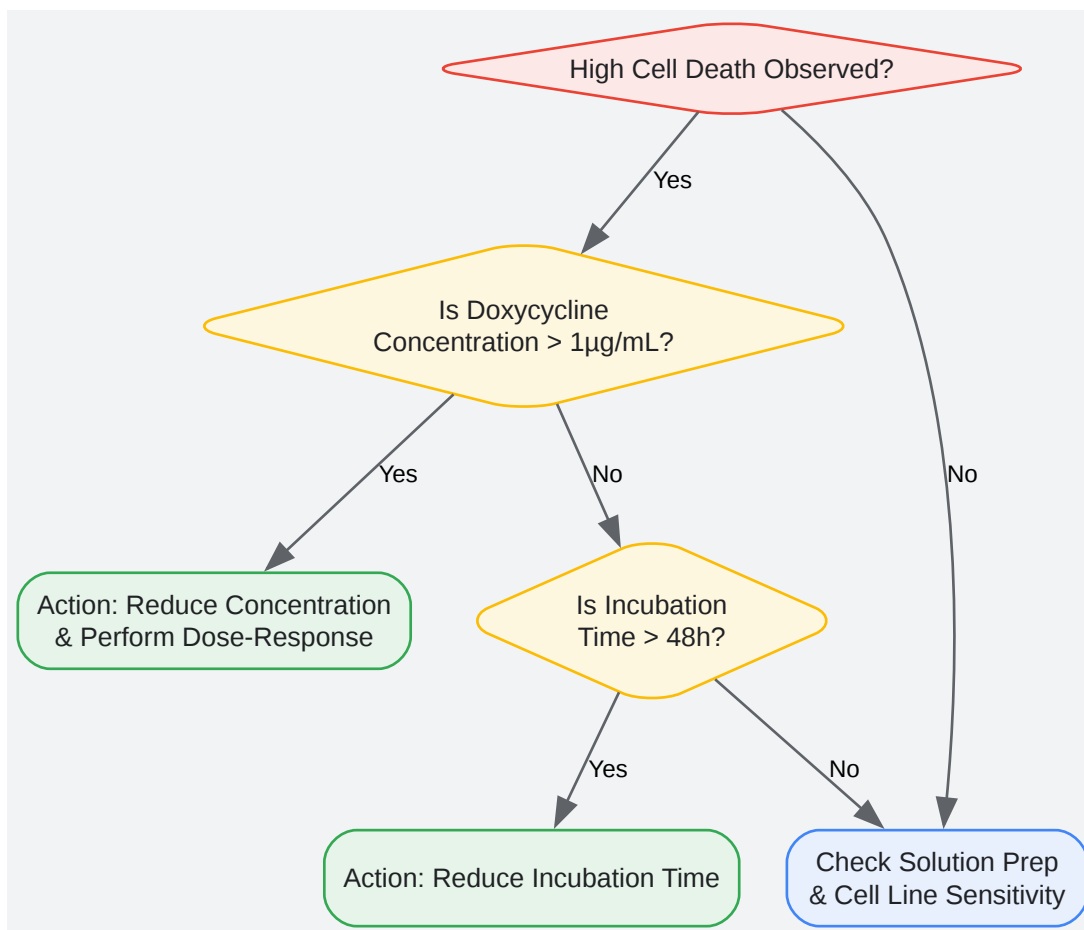 High Cell Death Observed?
Yes
Is Doxycycline
Concentration > 1µg/mL?
Yes
No
No
Action: Reduce Concentration
& Perform Dose-Response
Is Incubation
Time > 48h?
Yes
No
Action: Reduce Incubation Time
Check Solution Prep
& Cell Line Sensitivity